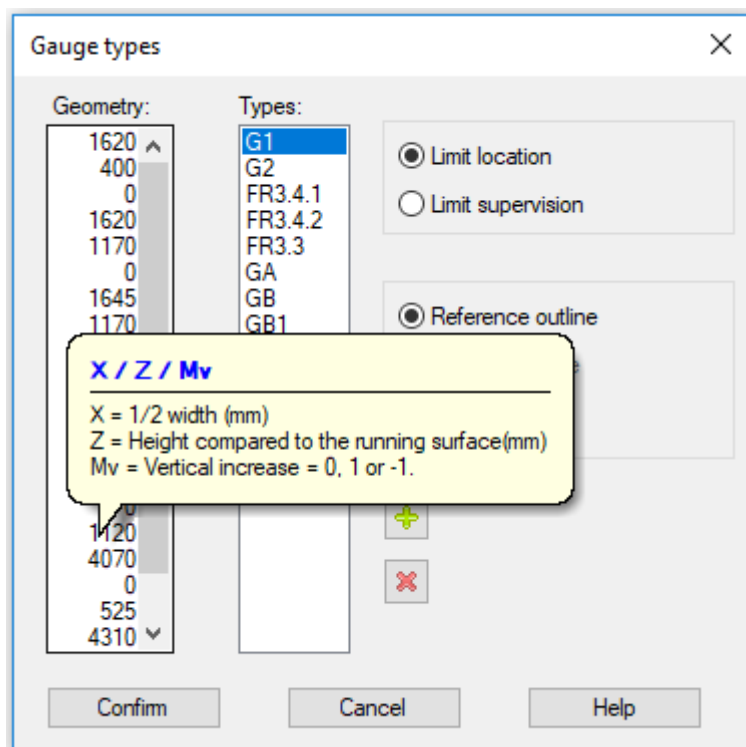 Gauge types
Geometry:
1620
400
0
1620
1170
0
1645
1170
1120
4070
0
525
4310
Types:
G1
G2
FR3.4.1
FR3.4.2
FR3.3
GA
GB
GB1
Limit location
Limit supervision
Reference outline
X / Z / Mv
X = 1/2 width (mm)
Z = Height compared to the running surface(mm)
Mv = Vertical increase = 0, 1 or -1.
Confirm
Cancel
Help